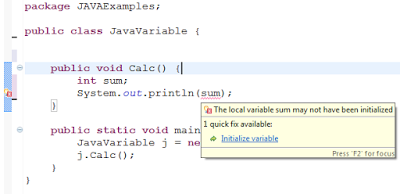 package JAVAExamples;
public class JavaVariable {
public void Calc() {
int sum;
System.out.println(sum);
}
The local variable sum may not have been initialized
1 quick fix available:
Initialize variable
Press 'F2' for focus
public static void main
JavaVariable j = ne
j.Calc();
}
}